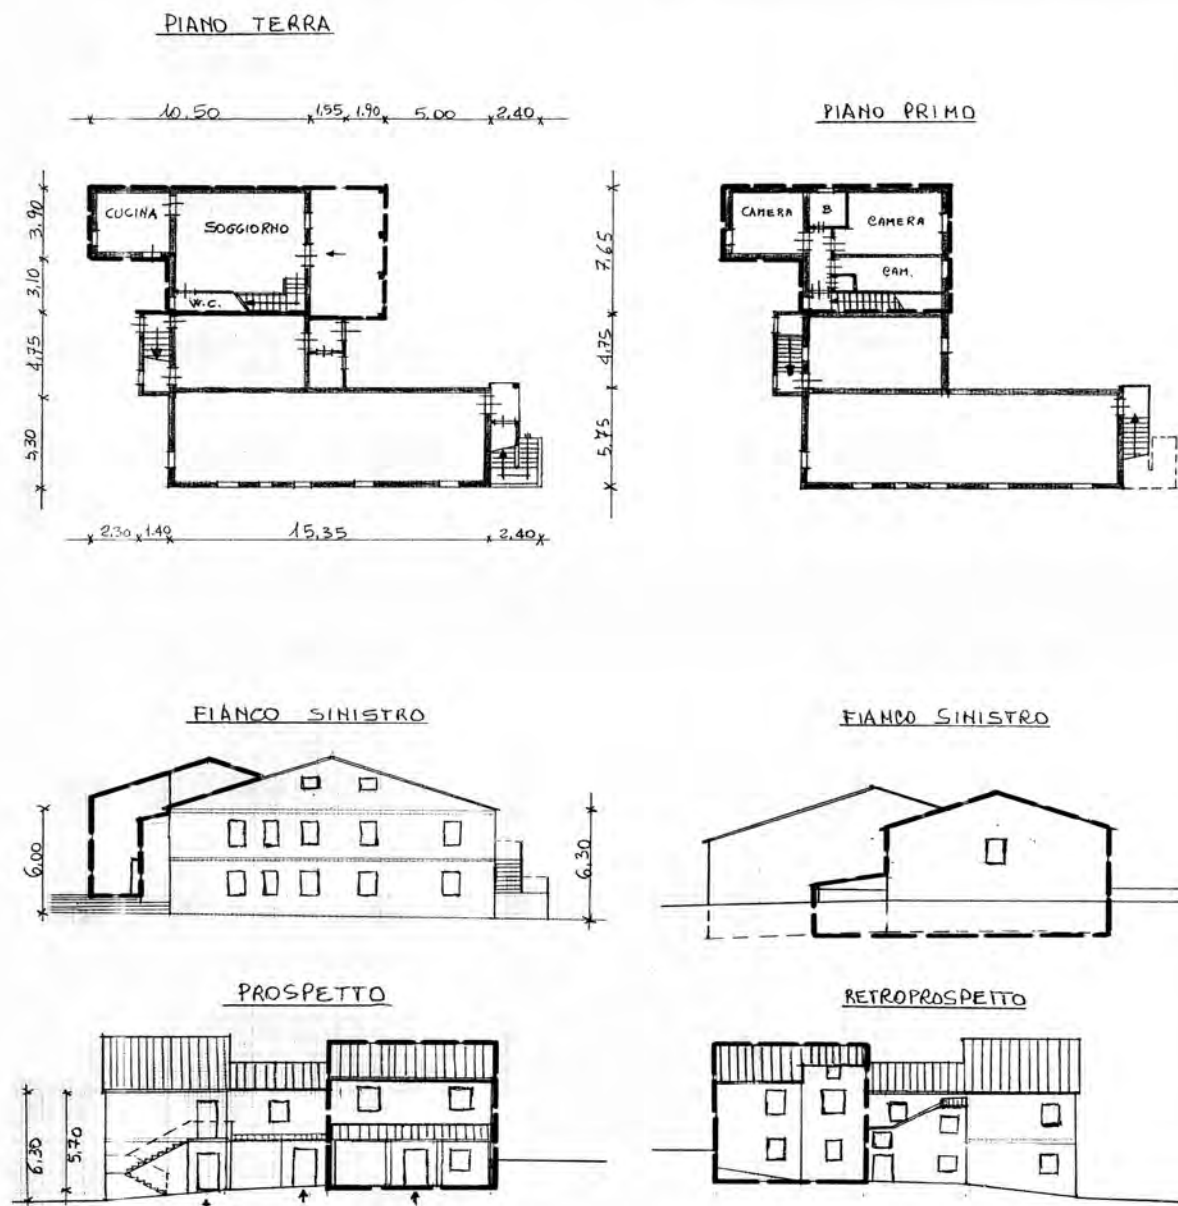 PIANO TERRA
10,50 1,55 1,90 5.00 2,40
PIANO PRIMO
3,90
3,10
4,75
5,30
CUCINA
SOGGIORNO
W.C.
7,65
4,75
5,75
CAMERA
B
CAMERA
CAM.
2.30 1.40 15,35 2,40
FIANCO SINISTRO
FIANCO SINISTRO
6.00
6.30
PROSPETTO
RETROPROSPETTO
6,30
5,70